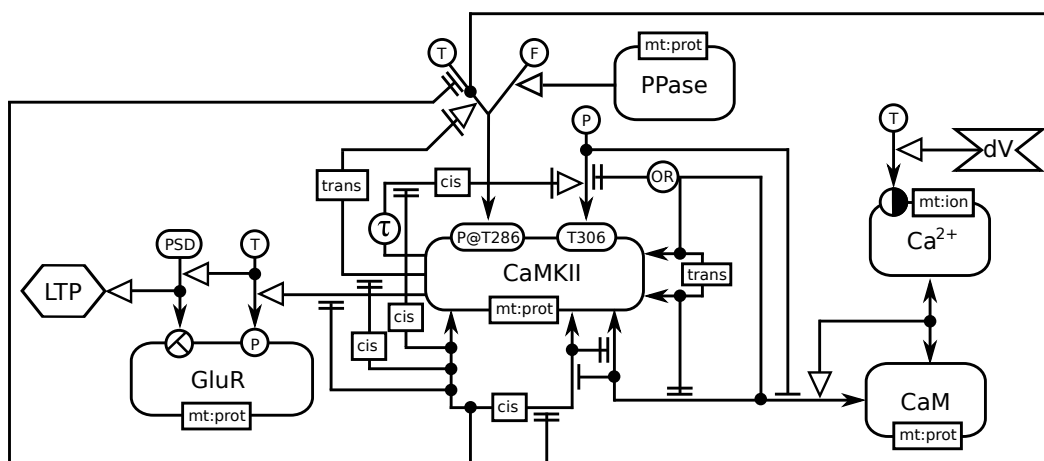 T
F
mt:prot
PPase
P
T
dV
trans
cis
OR
mt:ion
τ
P@T286
T306
Ca2+
PSD
T
CaMKII
trans
LTP
mt:prot
cis
cis
P
GluR
mt:prot
cis
CaM
mt:prot